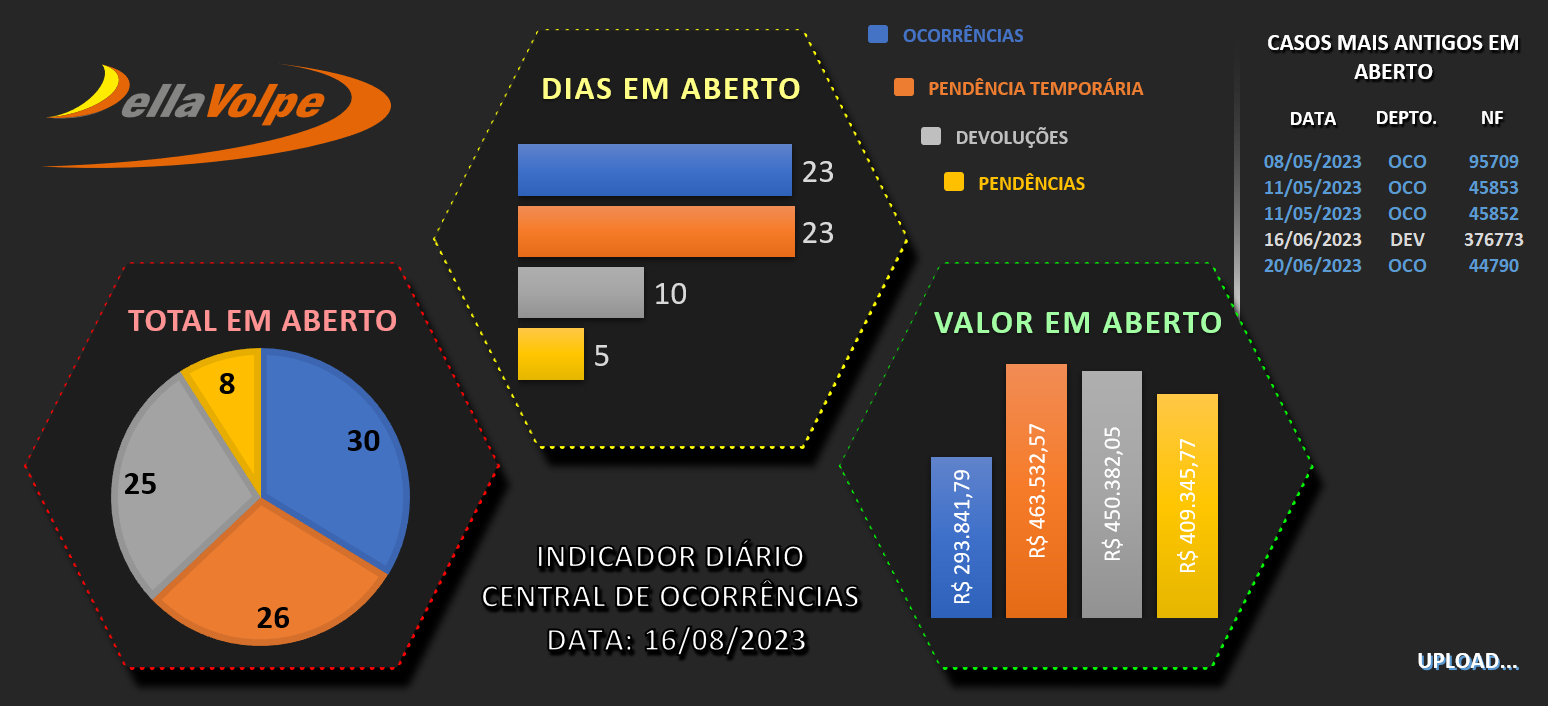 ellaVolpe
DIAS EM ABERTO
23
23
10
5
OCORRÊNCIAS
PENDÊNCIA TEMPORÁRIA
DEVOLUÇÕES
PENDÊNCIAS
CASOS MAIS ANTIGOS EM
ABERTO
DATA DEPTO. NF
08/05/2023 OCO 95709
11/05/2023 OCO 45853
11/05/2023 OCO 45852
16/06/2023 DEV 376773
20/06/2023 OCO 44790
TOTAL EM ABERTO
8
30
25
26
INDICADOR DIÁRIO
CENTRAL DE OCORRÊNCIAS
DATA: 16/08/2023
VALOR EM ABERTO
R$ 293.841,79
R$ 463.532,57
R$ 450.382,05
R$ 409.345,77
UPLOAD...